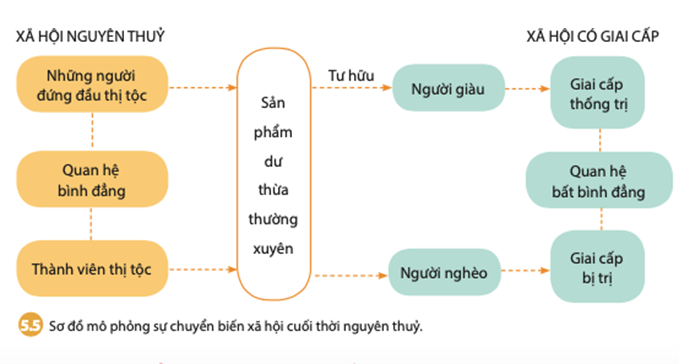 XÃ HỘI NGUYÊN THUỶ
XÃ HỘI CÓ GIAI CẤP
Những người
đứng đầu thị tộc
Quan hệ
bình đẳng
Thành viên thị tộc
Sản
phẩm
dư
thừa
thường
xuyên
Tư hữu
Người giàu
Người nghèo
Giai cấp
thống trị
Quan hệ
bất bình đẳng
Giai cấp
bị trị
5.5 Sơ đồ mô phỏng sự chuyển biến xã hội cuối thời nguyên thuỷ.